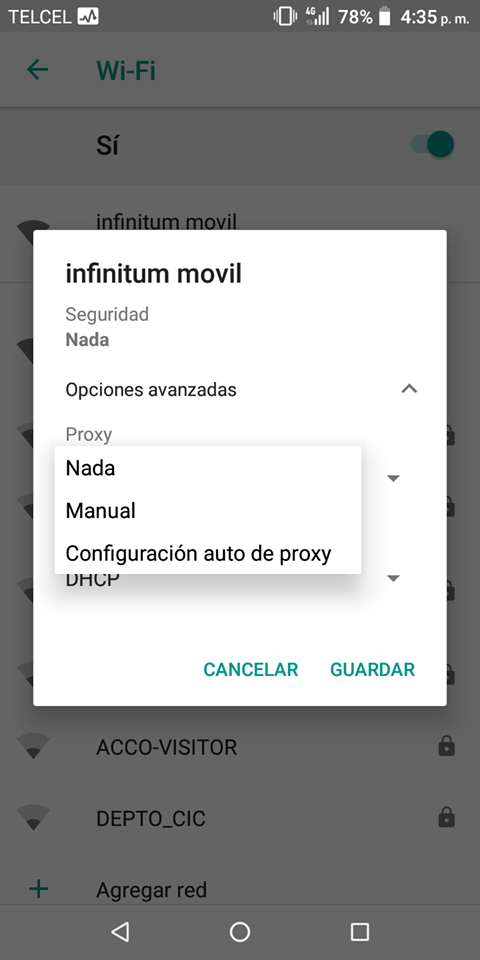 TELCEL 4G 78% 4:35 p. m.
Wi-Fi
Sí
infinitum movil
infinitum movil
Seguridad
Nada
Opciones avanzadas
Proxy
Nada
Manual
Configuración auto de proxy
DHCP
CANCELAR GUARDAR
ACCO-VISITOR
DEPTO_CIC
Agregar red